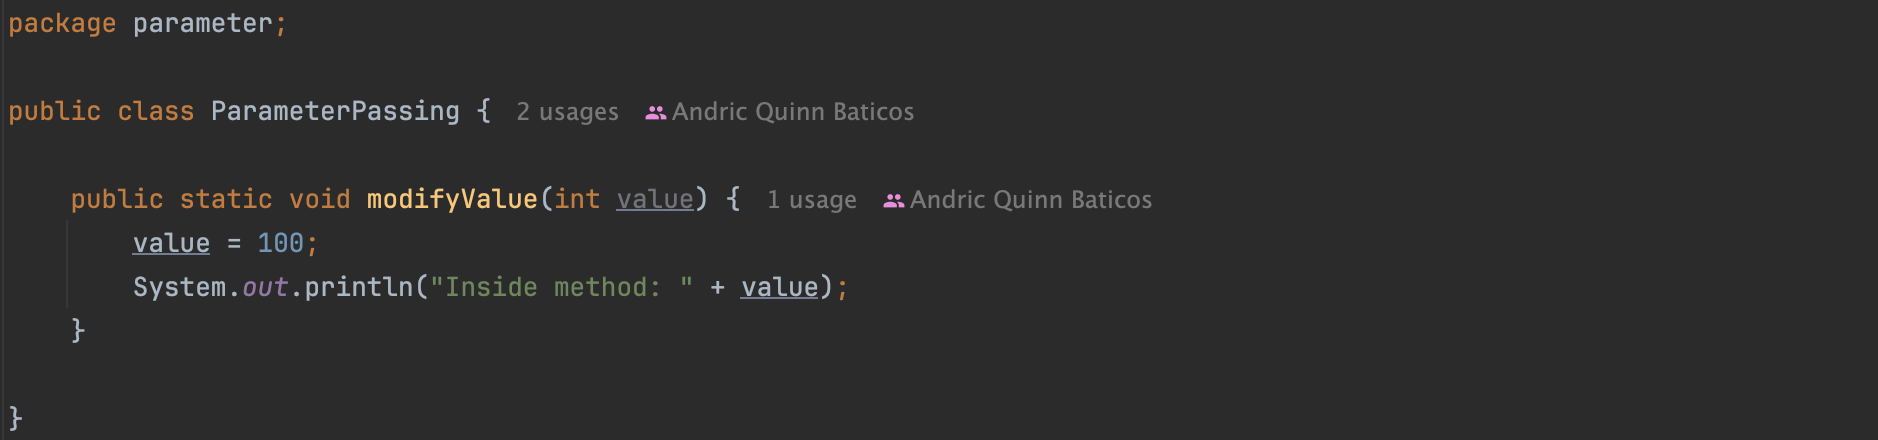 package parameter;
public class ParameterPassing { 2 usages Andric Quinn Baticos
public static void modifyValue(int value) { 1 usage Andric Quinn Baticos
value = 100;
System.out.println("Inside method: " + value);
}
}